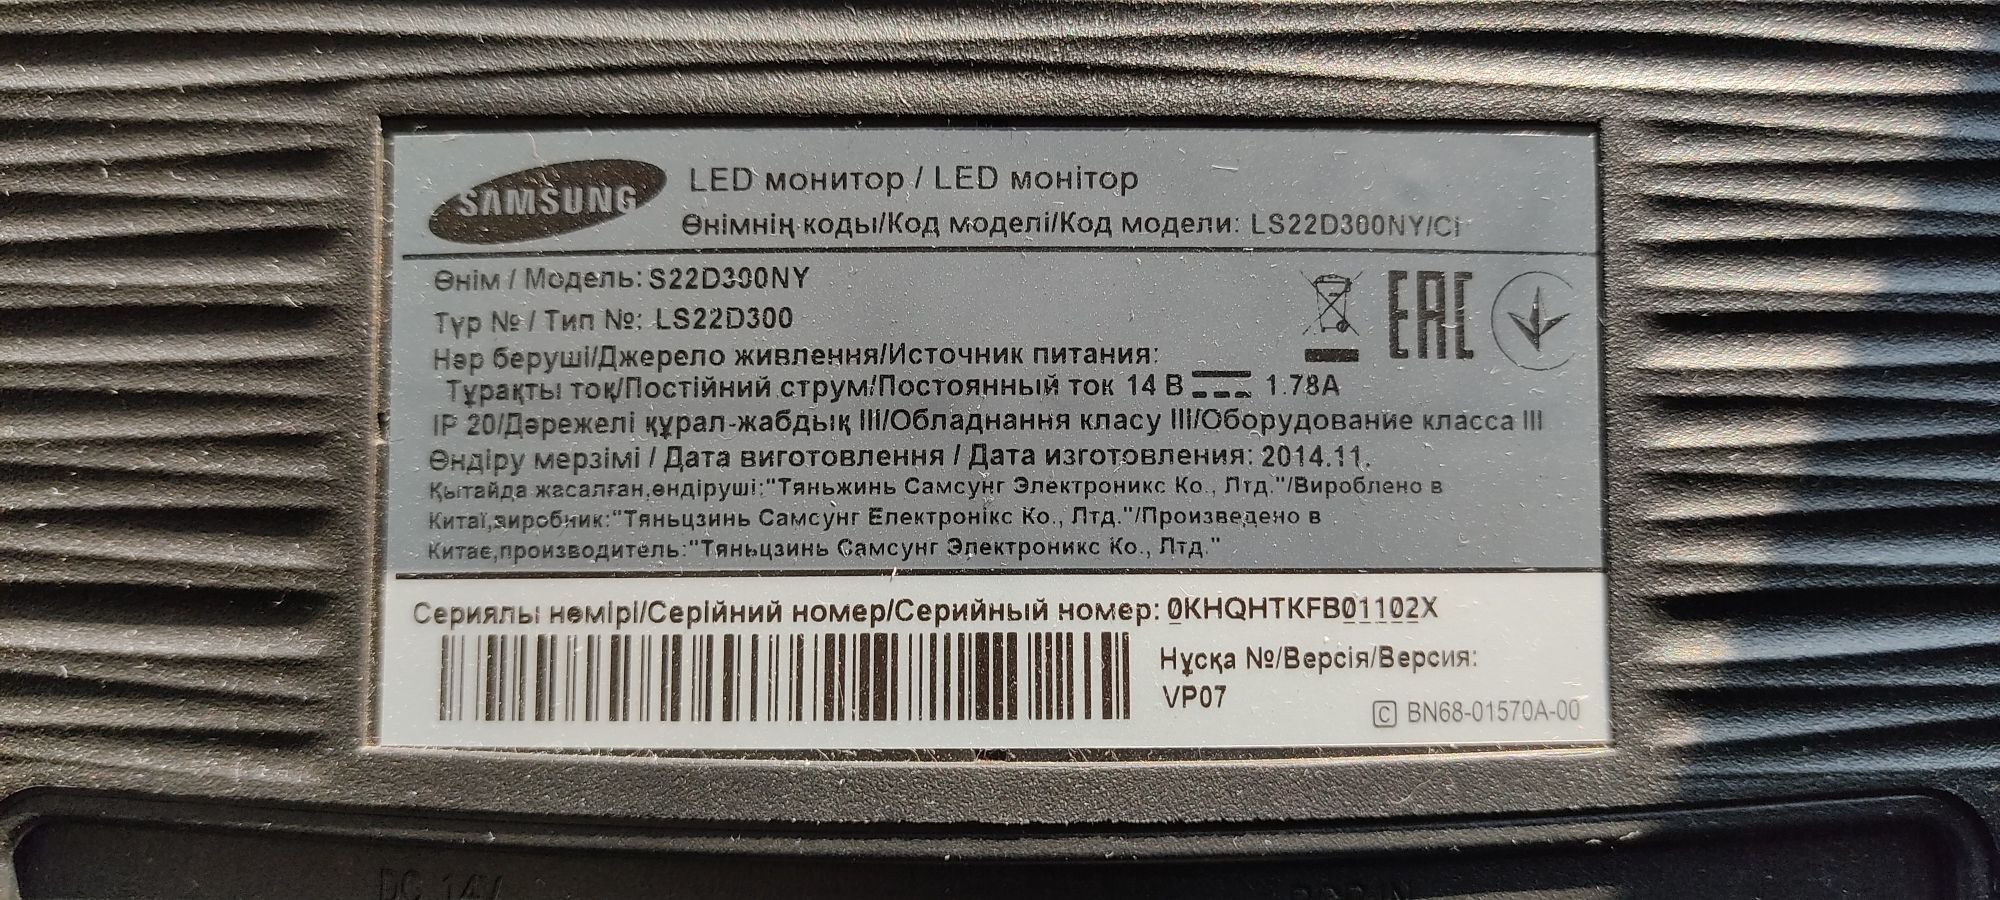 SAMSUNG
LED монитор / LED монітор
Өнімнің коды/Код моделі/Код модели: LS22D300NY/CI
Өнім / Модель: S22D300NY
Түр № / Тип №: LS22D300
EAC
Нәр беруші/Джерело живлення/Источник питания:
Тұрақты тоқ/Постійний струм/Постоянный ток 14 В 1.78A
IP 20/Дәрежелі құрал-жабдық III/Обладнання класу III/Оборудование класса III
Өндіру мерзімі / Дата виготовлення / Дата изготовления: 2014.11.
Қытайда жасалған,өндіруші:"Тяньжинь Самсунг Электроникс Ко., Лтд."/Вироблено в
Китаї,виробник:"Тяньцзинь Самсунг Електронікс Ко., Лтд."/Произведено в
Китае,производитель:"Тяньцзинь Самсунг Электроникс Ко., Лтд."
Сериялы нөмірі/Серійний номер/Серийный номер: 0KHQHTKFB01102X
Нұсқа №/Версія/Версия:
VP07
C BN68-01570A-00
DC 14V